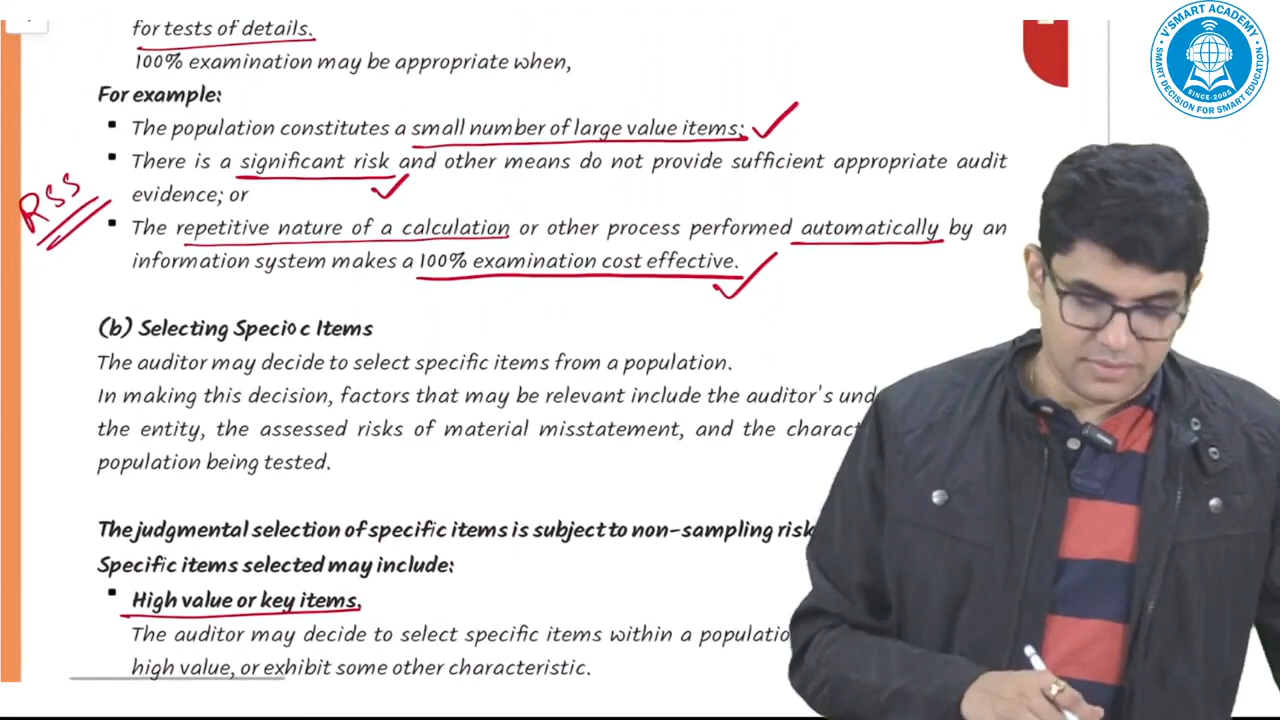 for tests of details.
100% examination may be appropriate when,
For example:
▪ The population constitutes a small number of large value items;
▪ There is a significant risk and other means do not provide sufficient appropriate audit
evidence; or
RSS
▪ The repetitive nature of a calculation or other process performed automatically by an
information system makes a 100% examination cost effective.
(b) Selecting Specio c Items
The auditor may decide to select specific items from a population.
In making this decision, factors that may be relevant include the auditor's und
the entity, the assessed risks of material misstatement, and the charact
population being tested.
The judgmental selection of specific items is subject to non-sampling risk
Specific items selected may include:
▪ High value or key items.
The auditor may decide to select specific items within a populatio
high value, or exhibit some other characteristic.
V'SMART ACADEMY
SMART DECISION FOR SMART EDUCATION
SINCE-2005